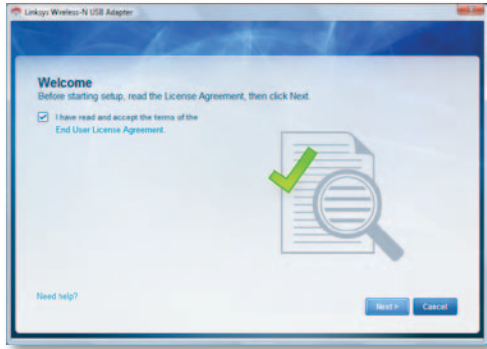 Linksys Wireless-N USB Adapter
Welcome
Before starting setup, read the License Agreement, then click Next.
I have read and accept the terms of the
End User License Agreement.
Need help?
Next >
Cancel